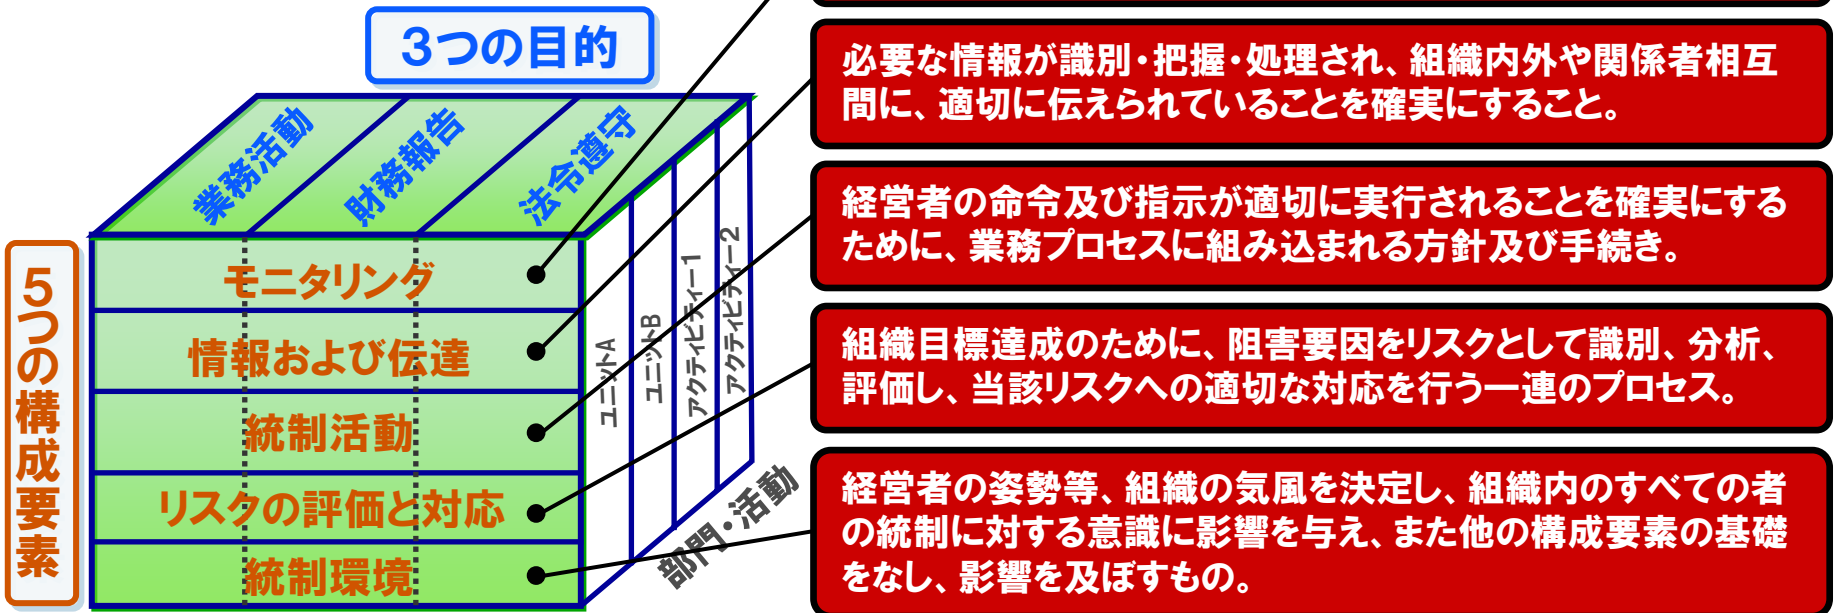 3つの目的
業務活動
財務報告
法令遵守
5つの構成要素
モニタリング
情報および伝達
統制活動
リスクの評価と対応
統制環境
ユニットA
ユニットB
アクティビティー1
アクティビティー2
部門・活動
必要な情報が識別・把握・処理され、組織内外や関係者相互
間に、適切に伝えられていることを確実にすること。
経営者の命令及び指示が適切に実行されることを確実にする
ために、業務プロセスに組み込まれる方針及び手続き。
組織目標達成のために、阻害要因をリスクとして識別、分析、
評価し、当該リスクへの適切な対応を行う一連のプロセス。
経営者の姿勢等、組織の気風を決定し、組織内のすべての者
の統制に対する意識に影響を与え、また他の構成要素の基礎
をなし、影響を及ぼすもの。